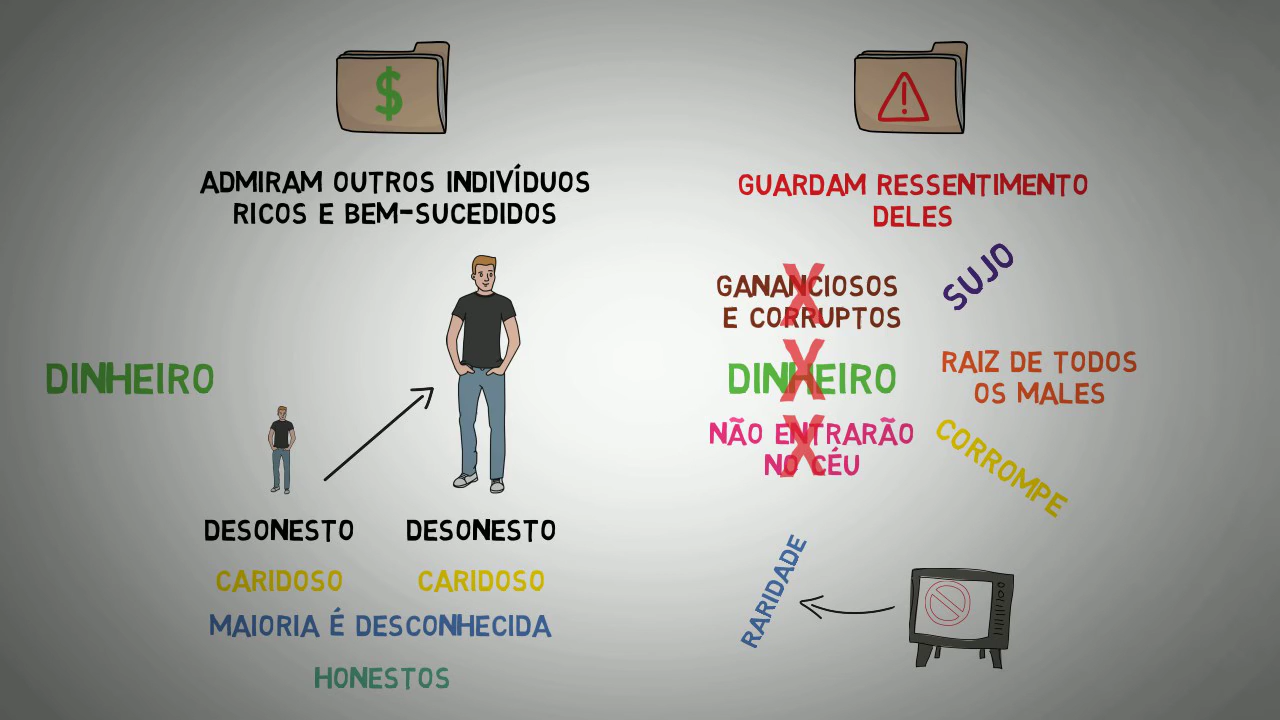 $
ADMIRAM OUTROS INDIVÍDUOS
RICOS E BEM-SUCEDIDOS
DINHEIRO
DESONESTO
DESONESTO
CARIDOSO
CARIDOSO
MAIORIA É DESCONHECIDA
HONESTOS
!
GUARDAM RESSENTIMENTO
DELES
GANANCIOSOS
E CORRUPTOS
SUJO
DINHEIRO
RAIZ DE TODOS
OS MALES
NÃO ENTRARÃO
NO CÉU
CORROMPE
RARIDADE